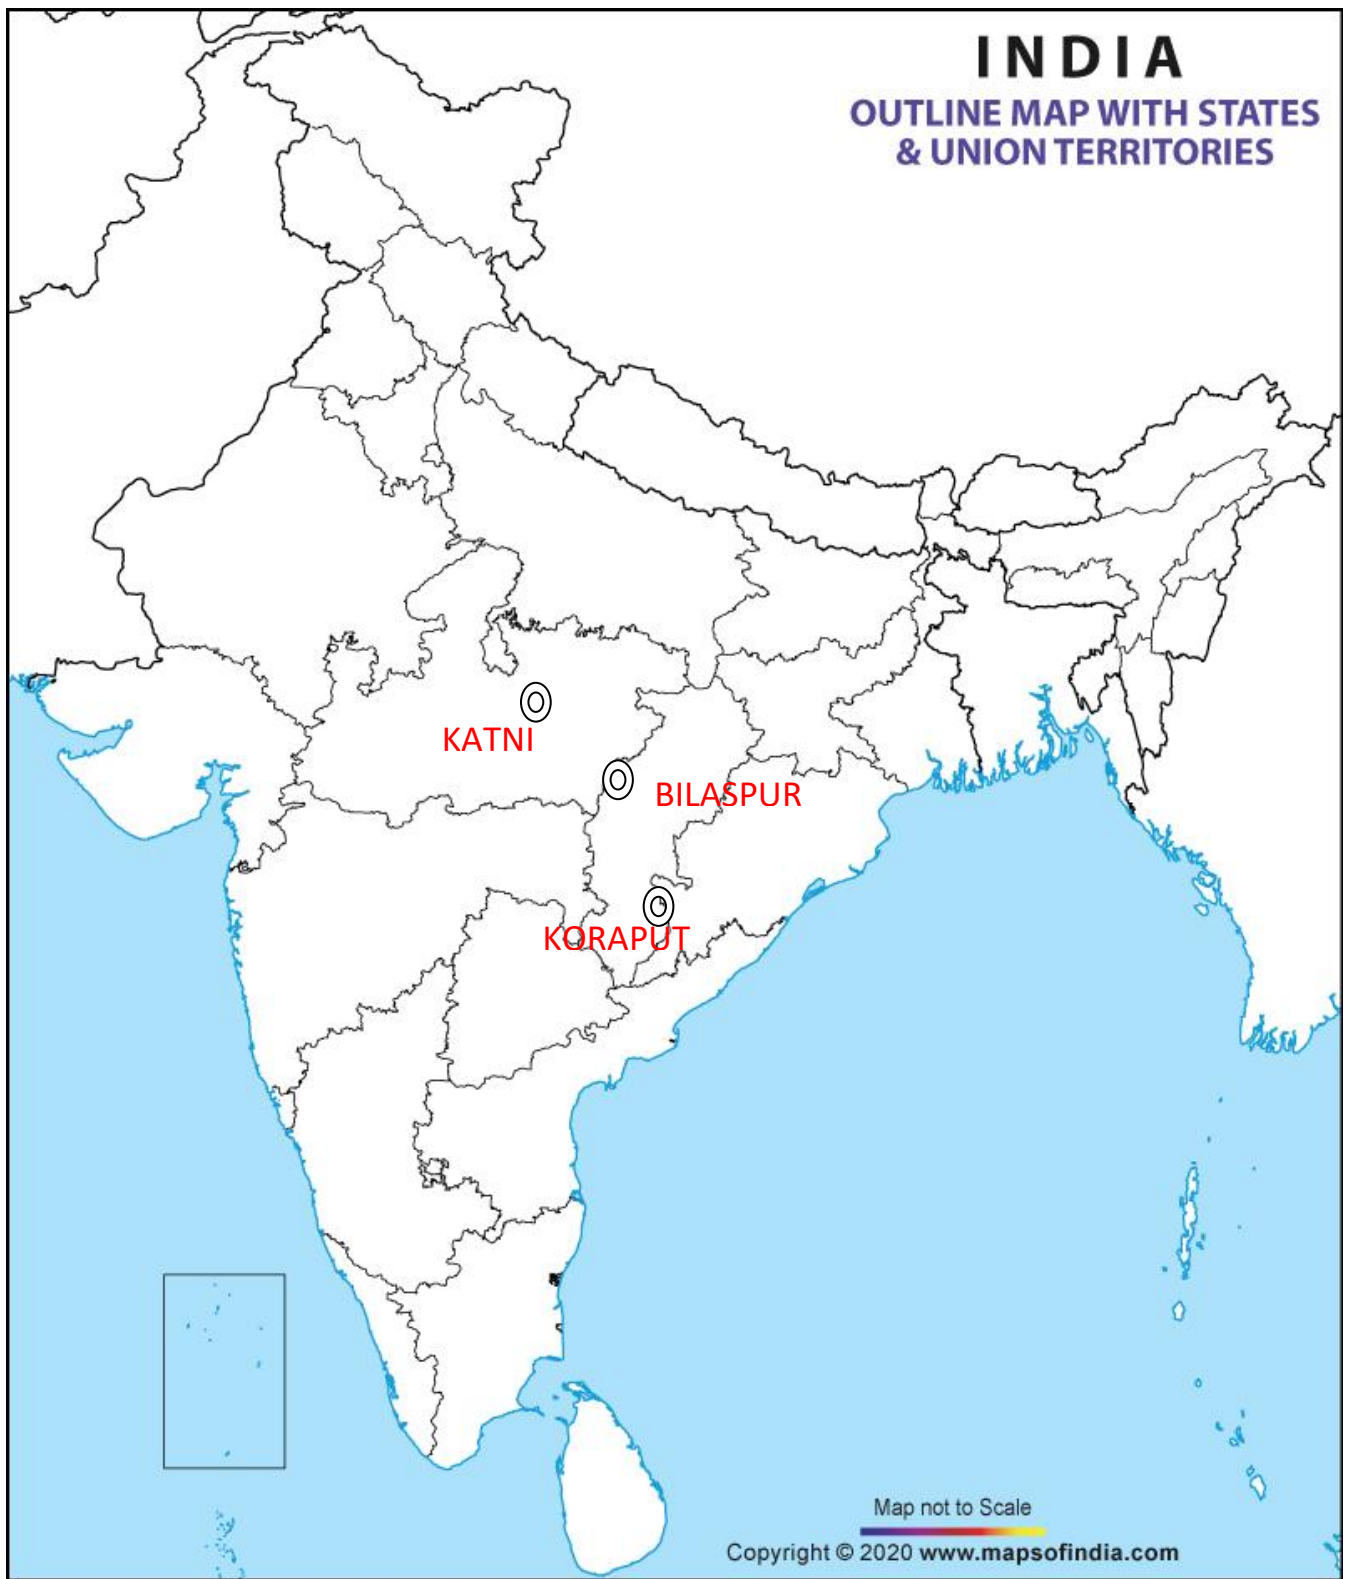 INDIA
OUTLINE MAP WITH STATES
& UNION TERRITORIES
KATNI
BILASPUR
KORAPUT
Map not to Scale
Copyright © 2020 www.mapsofindia.com